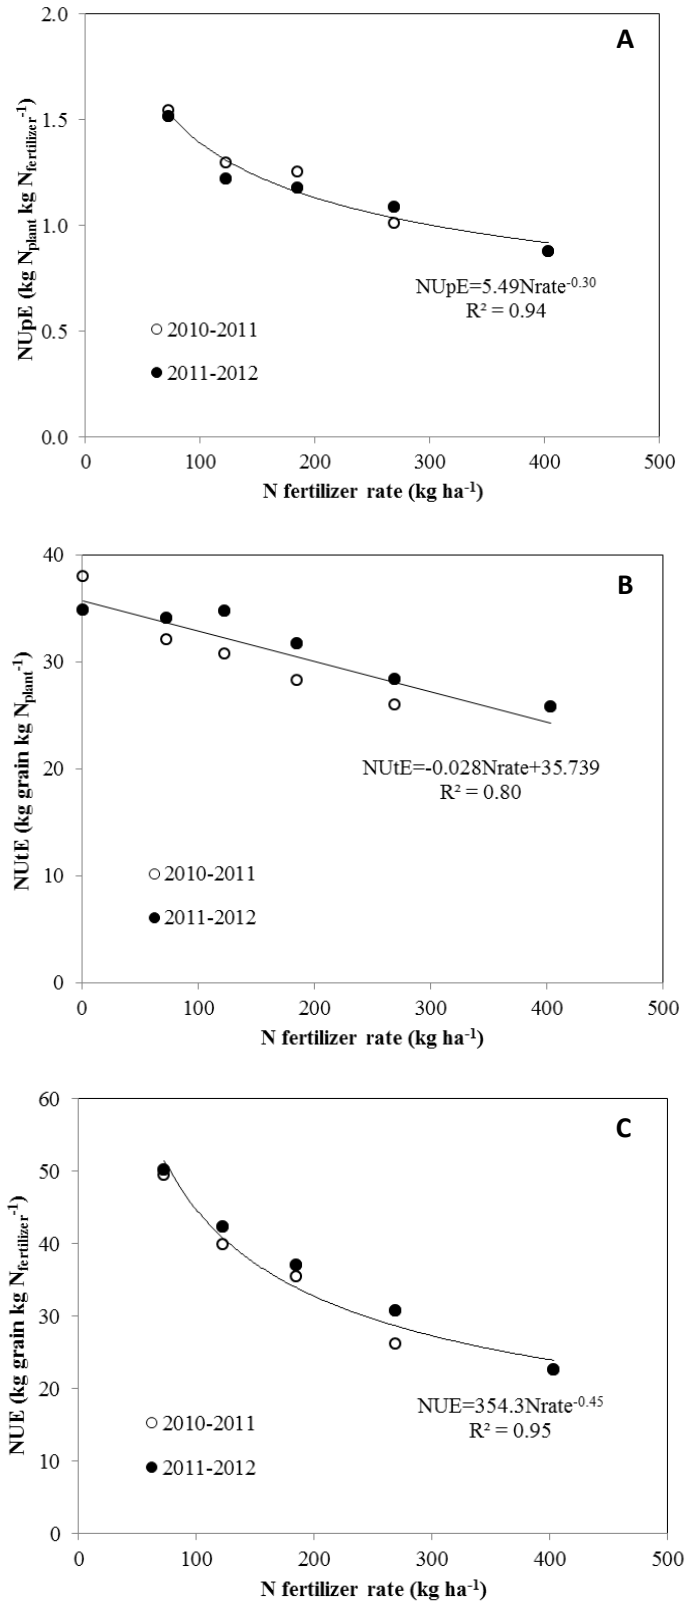 2.0
A
1.5
1.0
0.5
0.0
NUpE (kg N_plant kg N_fertilizer⁻¹)
NUpE=5.49Nrate⁻⁰·³⁰
R² = 0.94
2010-2011
2011-2012
0 100 200 300 400 500
N fertilizer rate (kg ha⁻¹)
40
B
30
20
10
0
NUtE (kg grain kg N_plant⁻¹)
NUtE=-0.028Nrate+35.739
R² = 0.80
2010-2011
2011-2012
0 100 200 300 400 500
N fertilizer rate (kg ha⁻¹)
60
C
50
40
30
20
10
0
NUE (kg grain kg N_fertilizer⁻¹)
NUE=354.3Nrate⁻⁰·⁴⁵
R² = 0.95
2010-2011
2011-2012
0 100 200 300 400 500
N fertilizer rate (kg ha⁻¹)